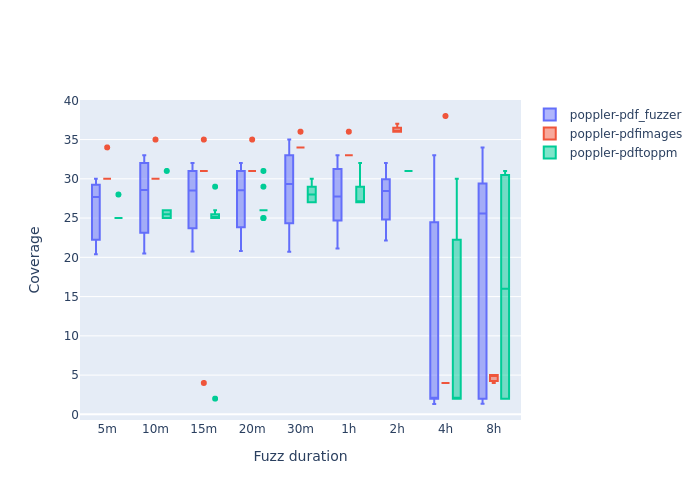 40
35
30
25
20
15
10
5
0
Coverage
5m 10m 15m 20m 30m 1h 2h 4h 8h
Fuzz duration
poppler-pdf_fuzzer
poppler-pdfimages
poppler-pdftoppm